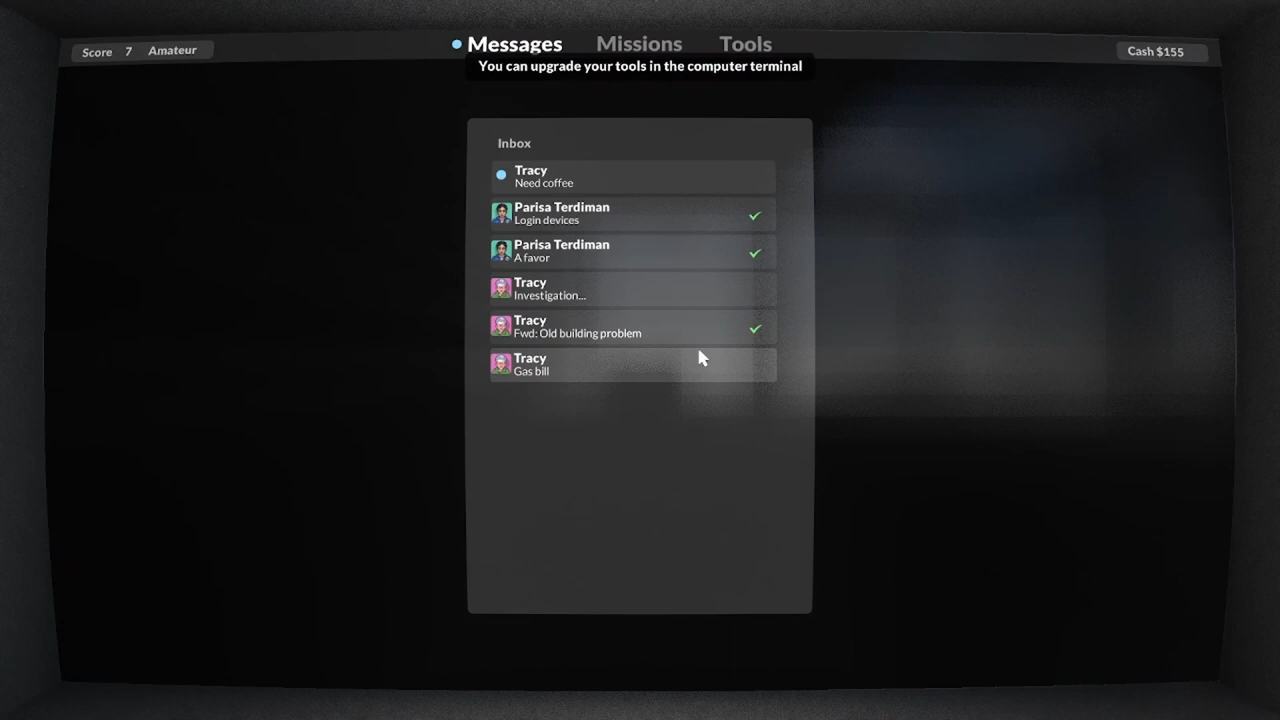 Score 7 Amateur
Messages Missions Tools
Cash $155
You can upgrade your tools in the computer terminal
Inbox
Tracy
Need coffee
Parisa Terdiman
Login devices
Parisa Terdiman
A favor
Tracy
Investigation...
Tracy
Fwd: Old building problem
Tracy
Gas bill